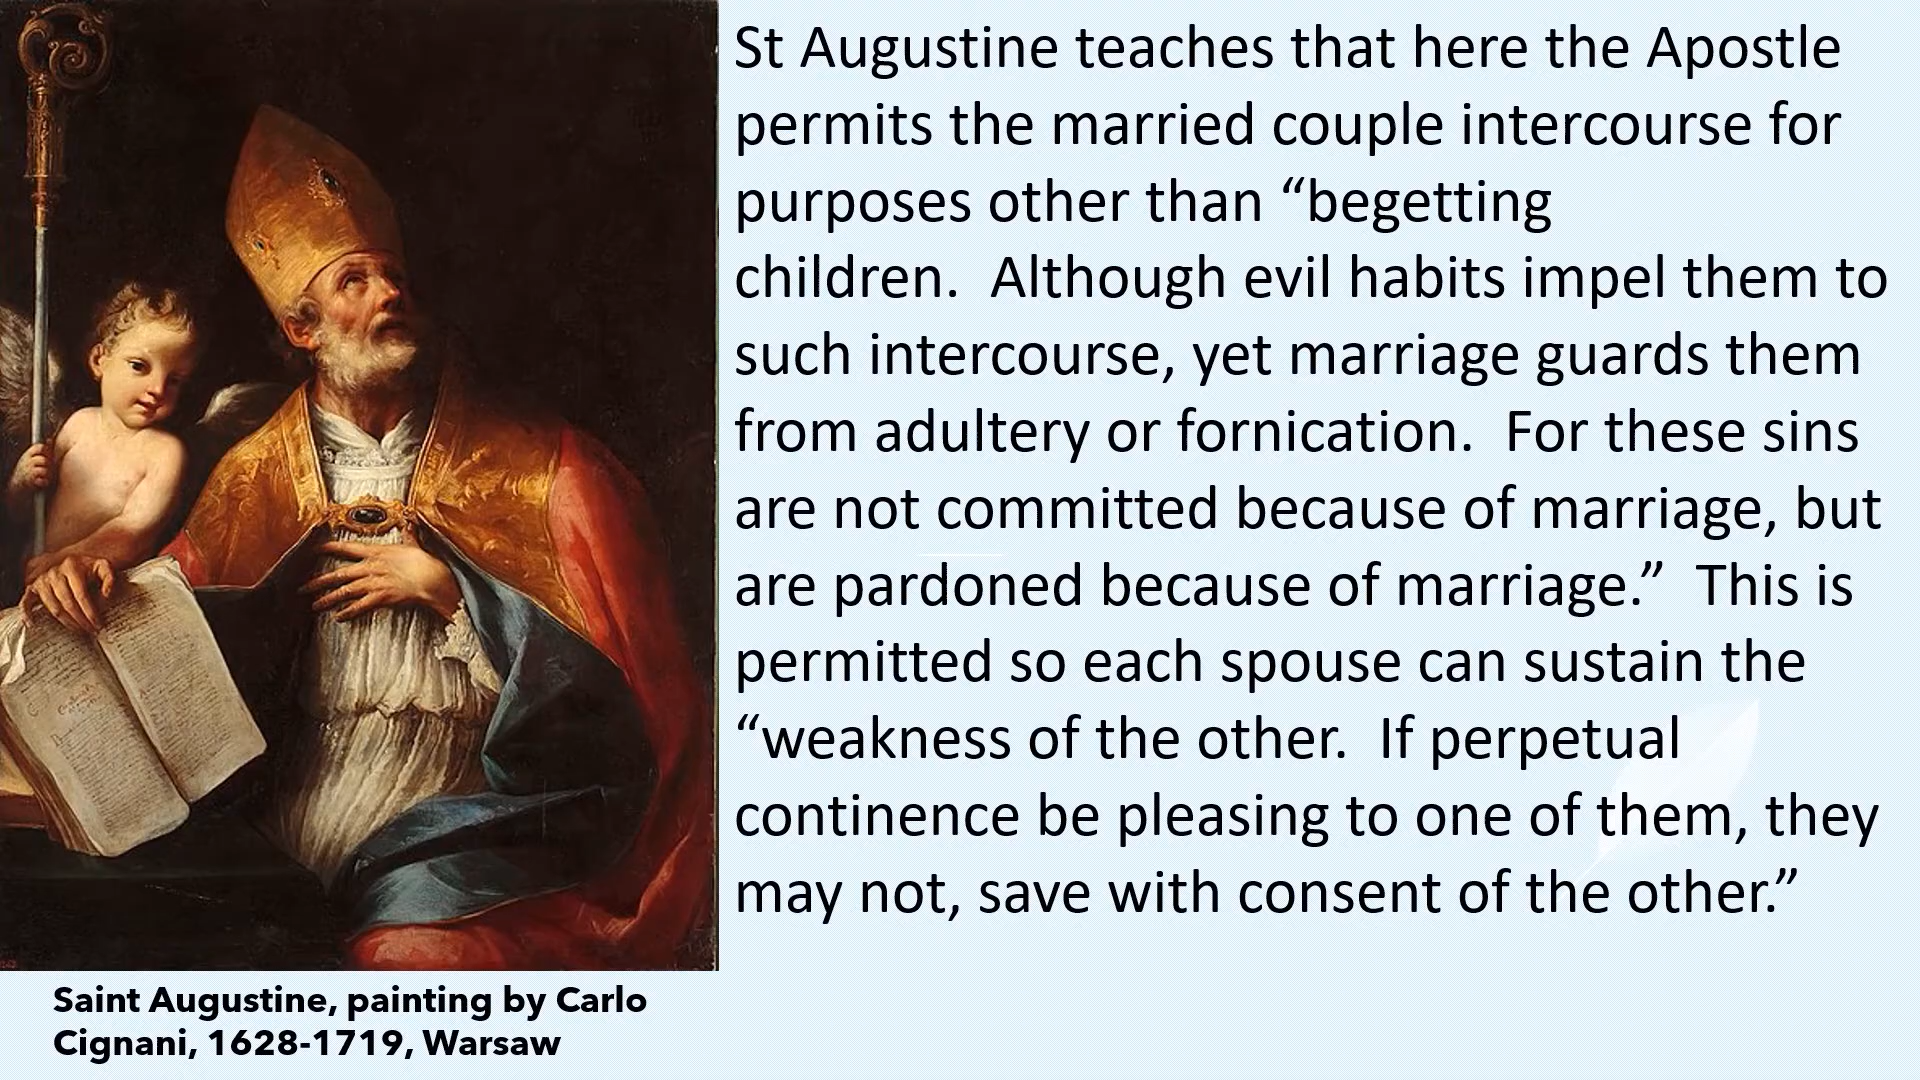 St Augustine teaches that here the Apostle
permits the married couple intercourse for
purposes other than “begetting
children.  Although evil habits impel them to
such intercourse, yet marriage guards them
from adultery or fornication.  For these sins
are not committed because of marriage, but
are pardoned because of marriage.”  This is
permitted so each spouse can sustain the
“weakness of the other.  If perpetual
continence be pleasing to one of them, they
may not, save with consent of the other.”
Saint Augustine, painting by Carlo
Cignani, 1628-1719, Warsaw